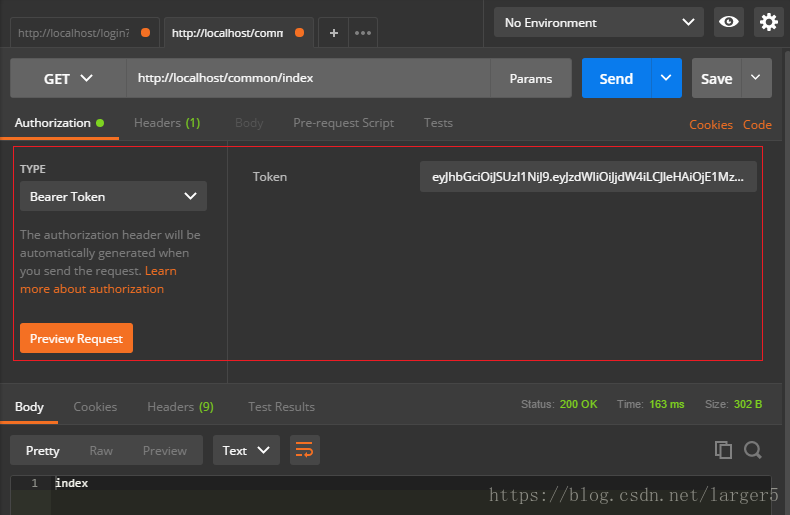 http://localhost/login?
http://localhost/comm
+
•••
No Environment
GET
http://localhost/common/index
Params
Send
Save
Authorization
Headers (1)
Body
Pre-request Script
Tests
Cookies
Code
TYPE
Bearer Token
The authorization header will be
automatically generated when
you send the request. Learn
more about authorization
Preview Request
Token
eyJhbGciOiJSUzI1NiJ9.eyJzdWIiOiJjdW4iLCJleHAiOjE1Mz...
Body
Cookies
Headers (9)
Test Results
Status: 200 OK
Time: 163 ms
Size: 302 B
Pretty
Raw
Preview
Text
1
index
https://blog.csdn.net/larger5